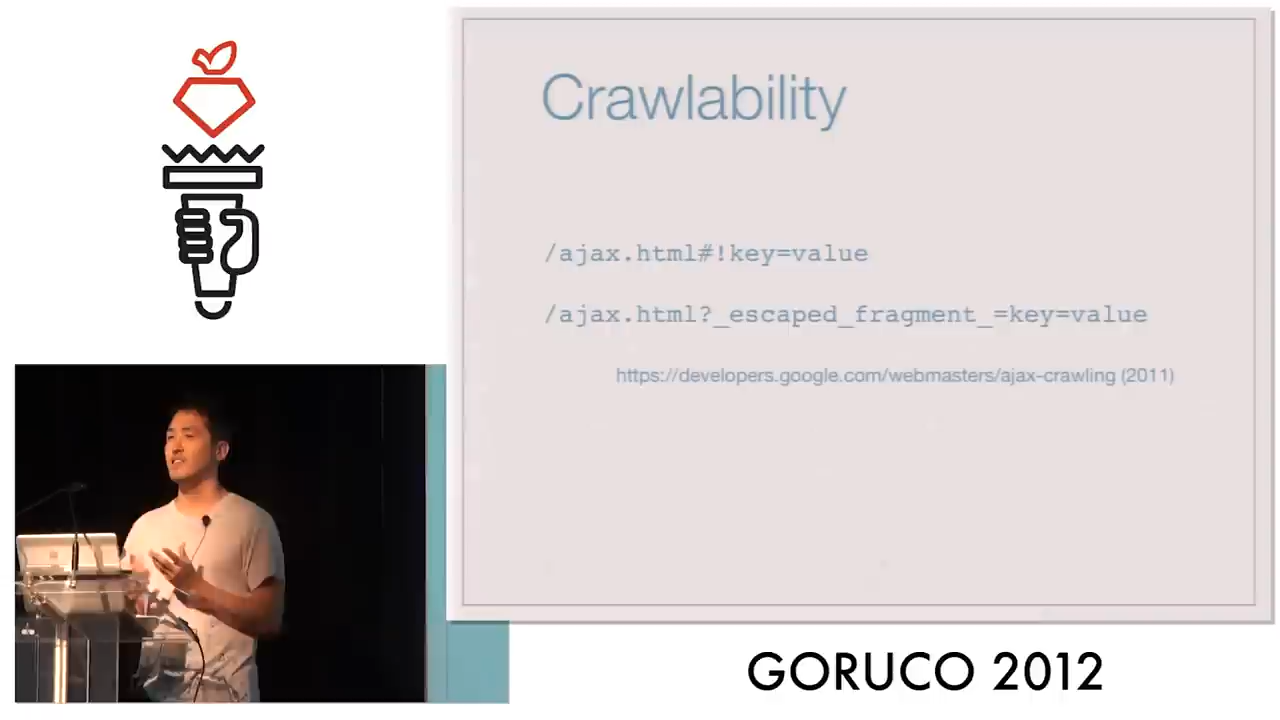 Crawlability
/ajax.html#!key=value
/ajax.html?_escaped_fragment_=key=value
https://developers.google.com/webmasters/ajax-crawling (2011)
GORUCO 2012